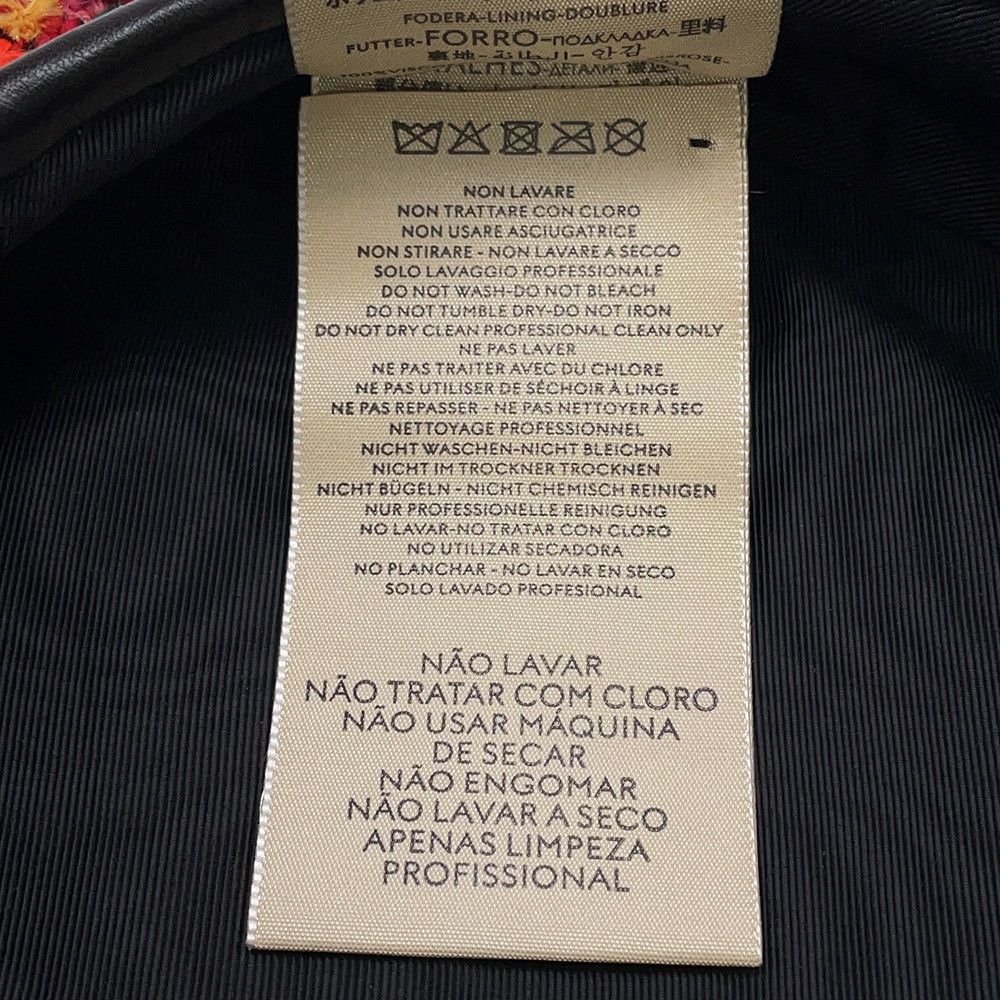 FODERA-LINING-DOUBLURE
FUTTER-FORRO-ПОДКЛАДКА-里料
裏地-안감
NON LAVARE
NON TRATTARE CON CLORO
NON USARE ASCIUGATRICE
NON STIRARE - NON LAVARE A SECCO
SOLO LAVAGGIO PROFESSIONALE
DO NOT WASH-DO NOT BLEACH
DO NOT TUMBLE DRY-DO NOT IRON
DO NOT DRY CLEAN PROFESSIONAL CLEAN ONLY
NE PAS LAVER
NE PAS TRAITER AVEC DU CHLORE
NE PAS UTILISER DE SÉCHOIR À LINGE
NE PAS REPASSER - NE PAS NETTOYER À SEC
NETTOYAGE PROFESSIONNEL
NICHT WASCHEN-NICHT BLEICHEN
NICHT IM TROCKNER TROCKNEN
NICHT BÜGELN - NICHT CHEMISCH REINIGEN
NUR PROFESSIONELLE REINIGUNG
NO LAVAR-NO TRATAR CON CLORO
NO UTILIZAR SECADORA
NO PLANCHAR - NO LAVAR EN SECO
SOLO LAVADO PROFESIONAL
NÃO LAVAR
NÃO TRATAR COM CLORO
NÃO USAR MÁQUINA
DE SECAR
NÃO ENGOMAR
NÃO LAVAR A SECO
APENAS LIMPEZA
PROFISSIONAL